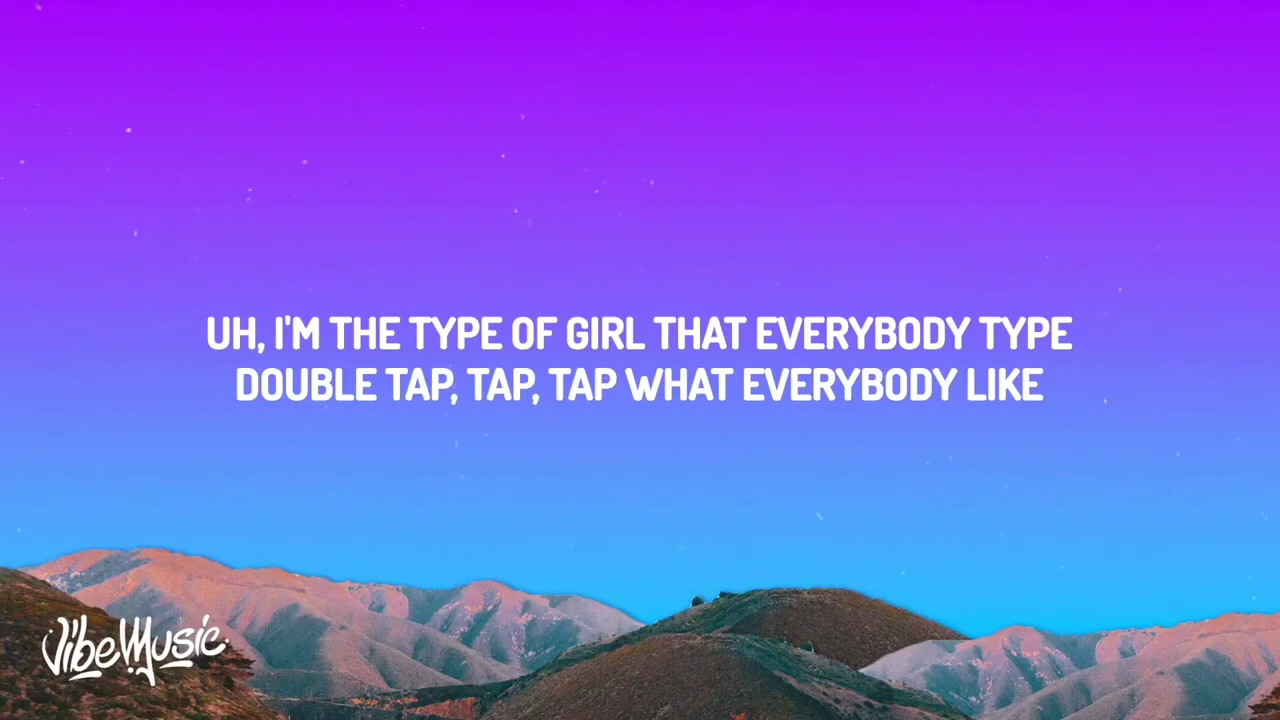 UH, I'M THE TYPE OF GIRL THAT EVERYBODY TYPE
DOUBLE TAP, TAP, TAP WHAT EVERYBODY LIKE
VibeMusic